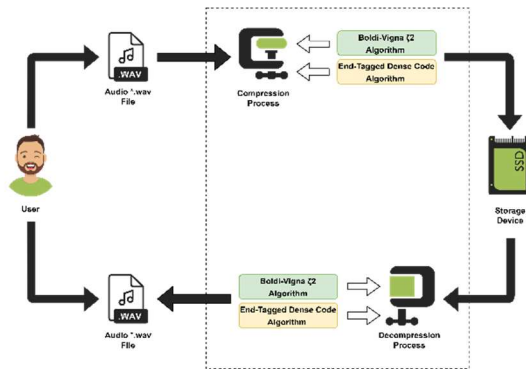 Boldi-Vigna ζ2
Algorithm
End-Tagged Dense Code
Algorithm
.WAV
Audio *.wav
File
Compression
Process
SSD
User
Storage
Device
Boldi-Vigna ζ2
Algorithm
End-Tagged Dense Code
Algorithm
.WAV
Audio *.wav
File
Decompression
Process